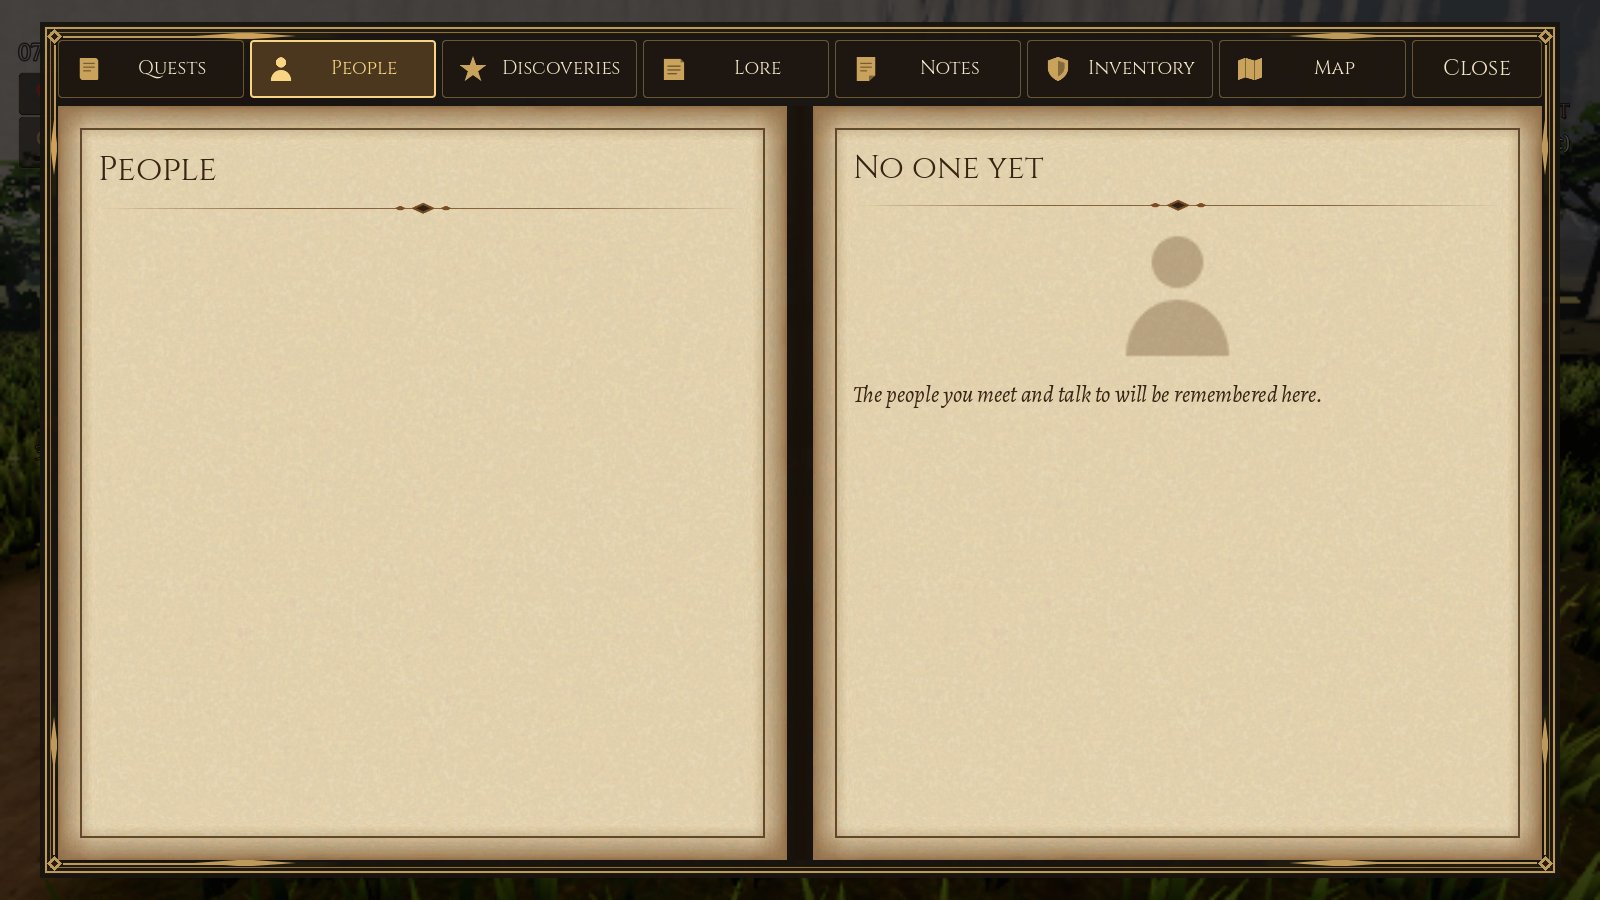 07
QUESTS
PEOPLE
DISCOVERIES
LORE
NOTES
INVENTORY
MAP
CLOSE
PEOPLE
NO ONE YET
The people you meet and talk to will be remembered here.